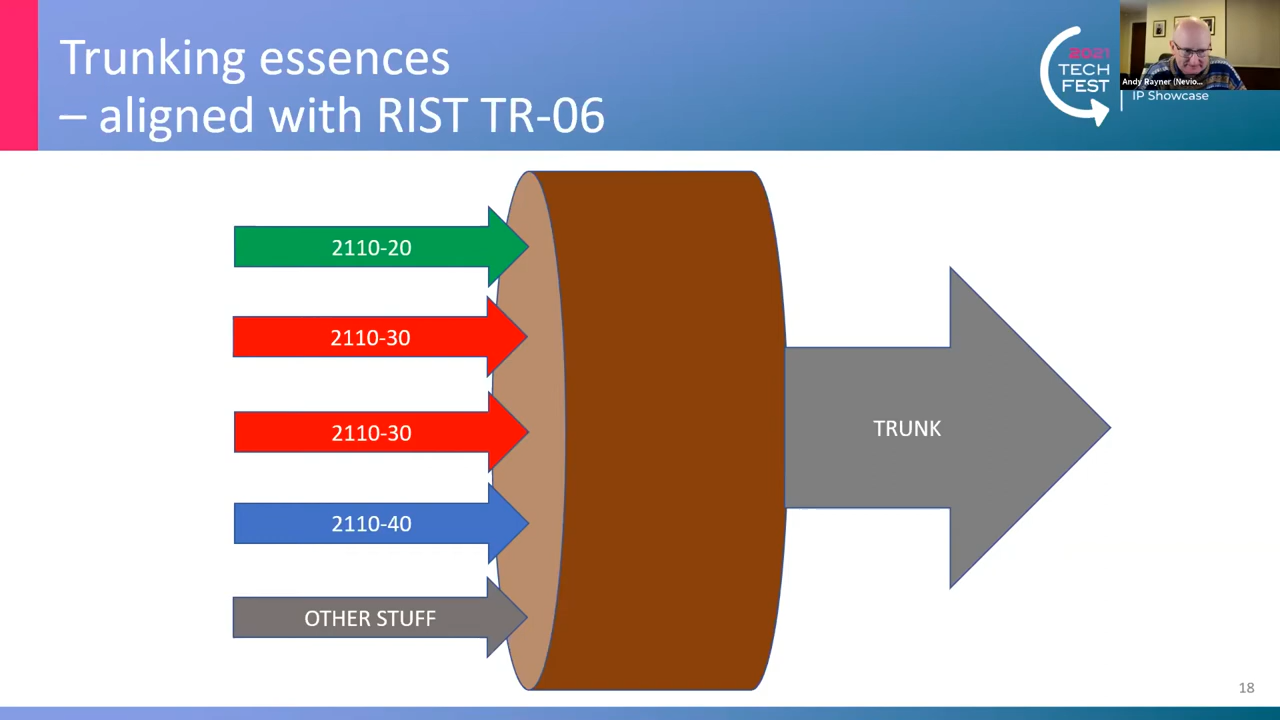 Trunking essences
– aligned with RIST TR-06
2021
TECH
FEST
IP Showcase
Andy Rayner (Nevio...
2110-20
2110-30
2110-30
2110-40
OTHER STUFF
TRUNK
18